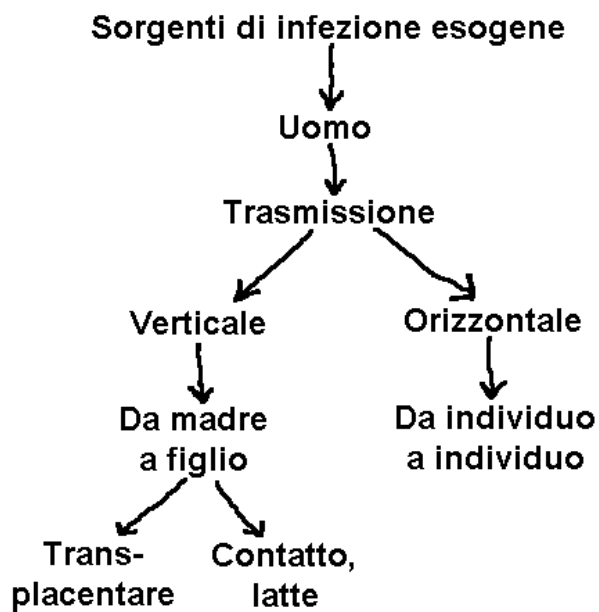 Sorgenti di infezione esogene
Uomo
Trasmissione
Verticale
Orizzontale
Da madre
a figlio
Da individuo
a individuo
Trans-
placentare
Contatto,
latte